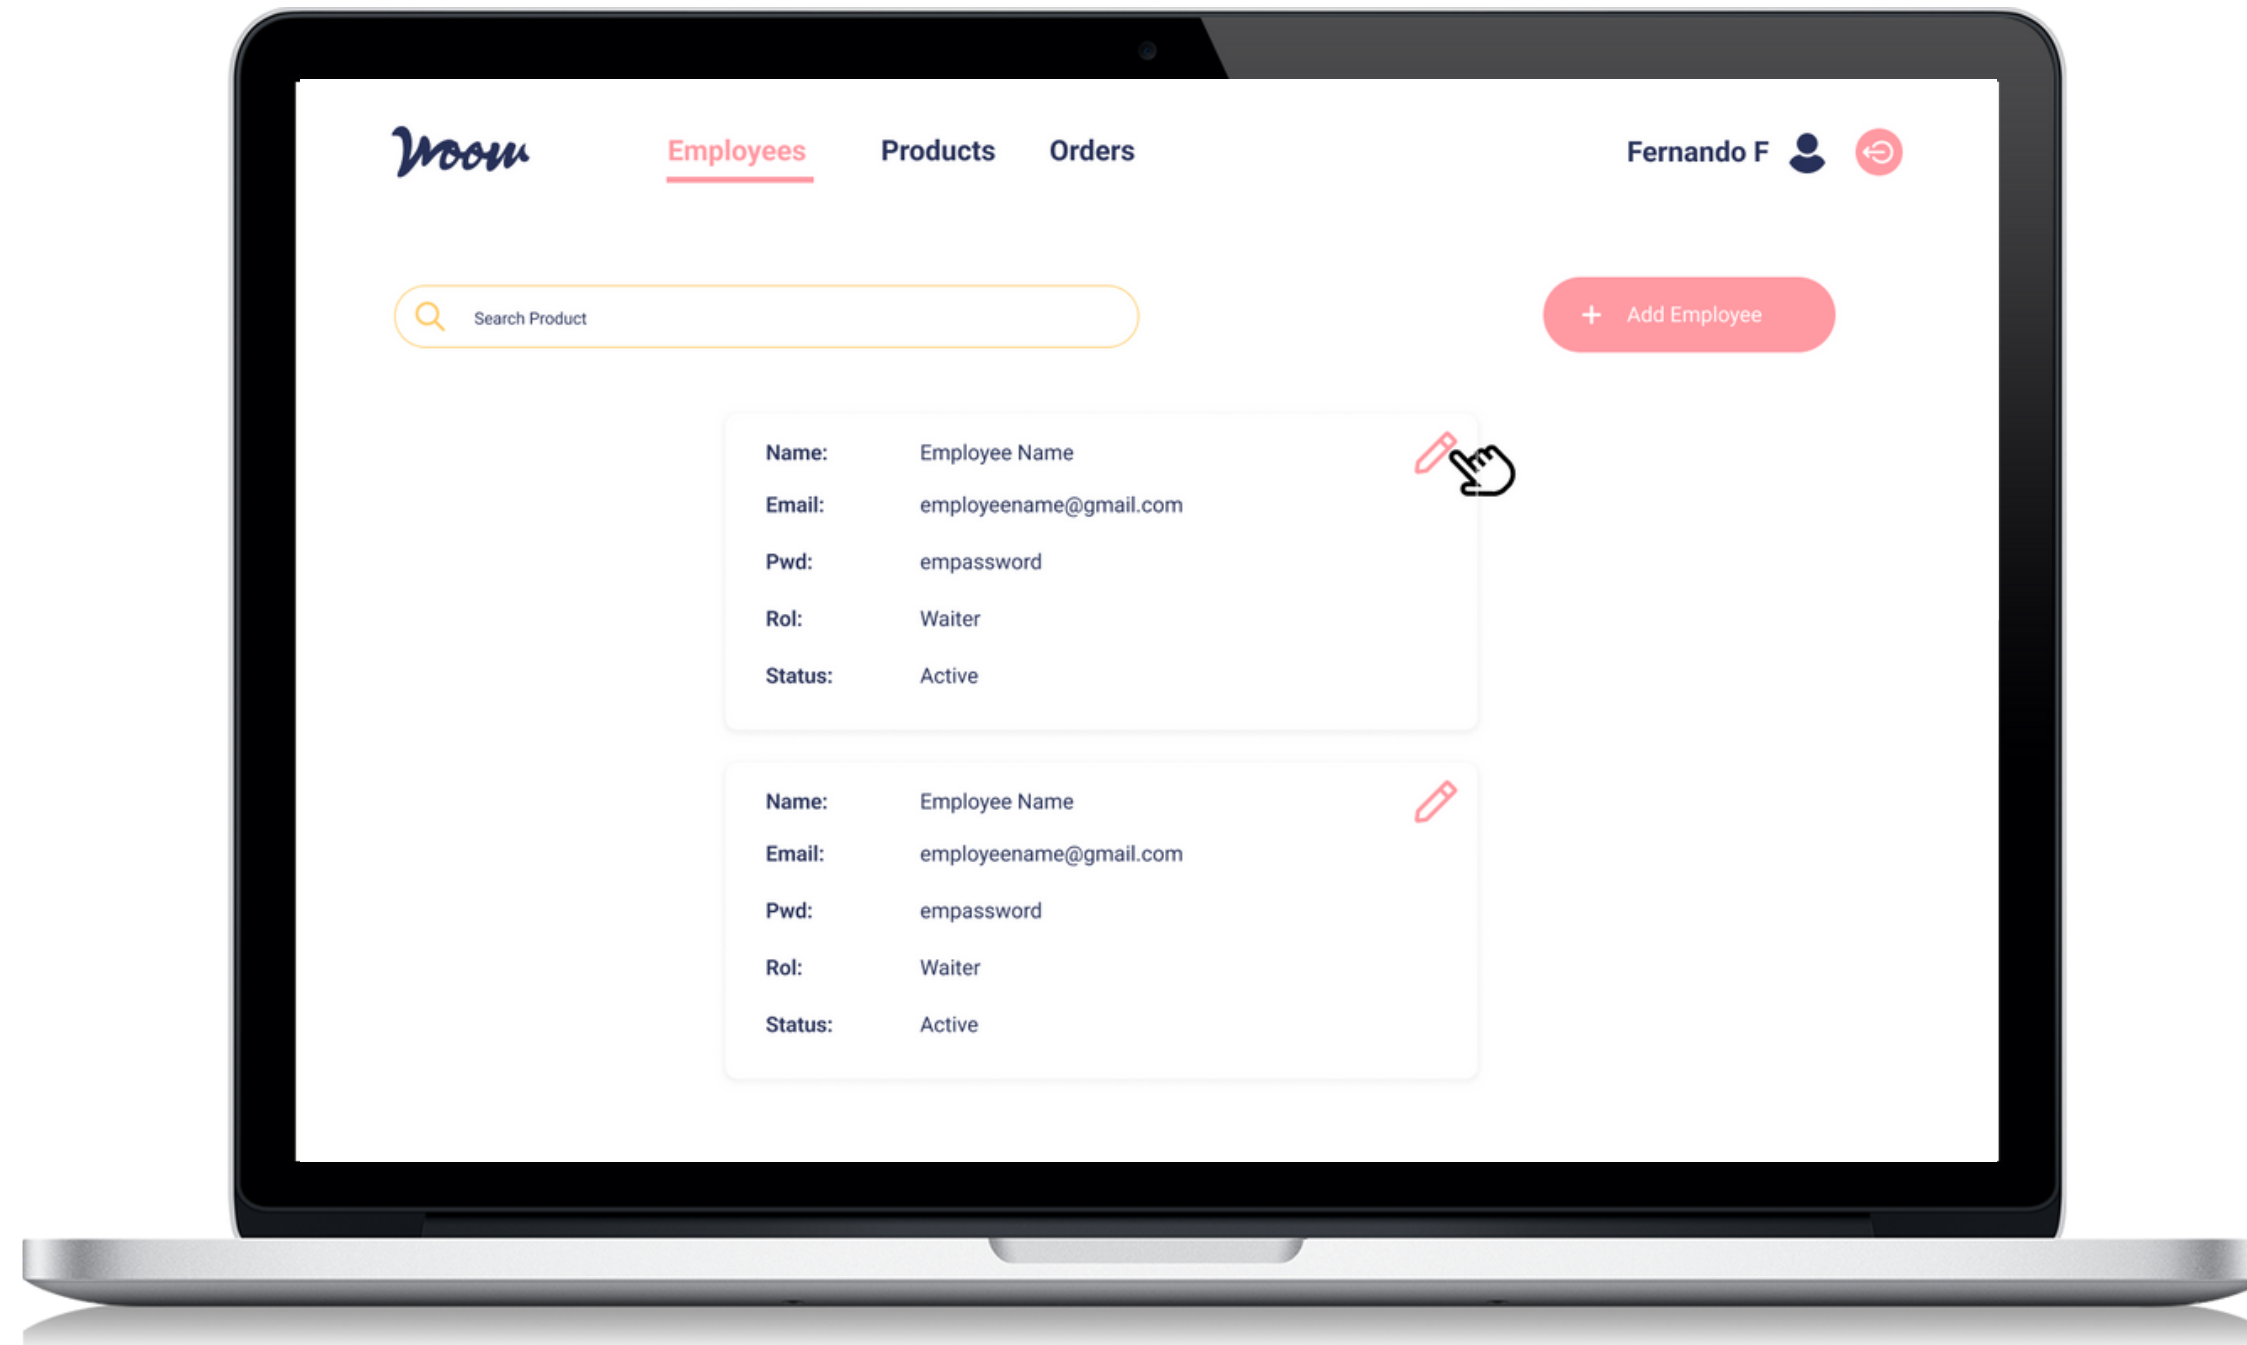 Woom
Employees Products Orders Fernando F
Search Product
+ Add Employee
Name: Employee Name
Email: employeename@gmail.com
Pwd: empassword
Rol: Waiter
Status: Active
Name: Employee Name
Email: employeename@gmail.com
Pwd: empassword
Rol: Waiter
Status: Active